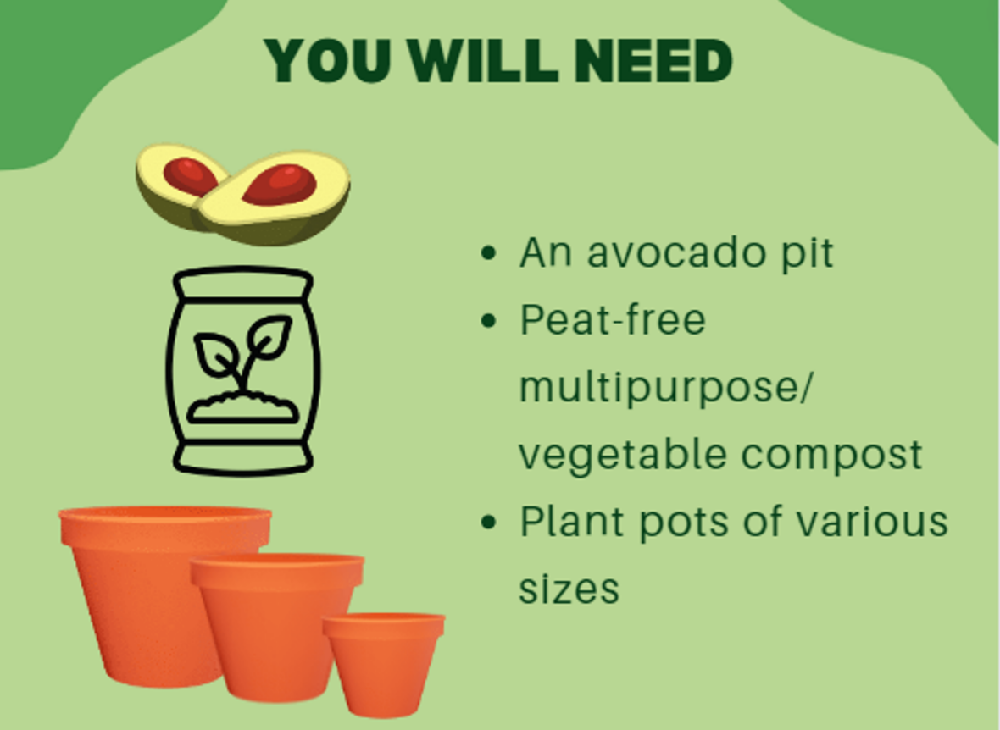 YOU WILL NEED
• An avocado pit
• Peat-free
multipurpose/
vegetable compost
• Plant pots of various
sizes